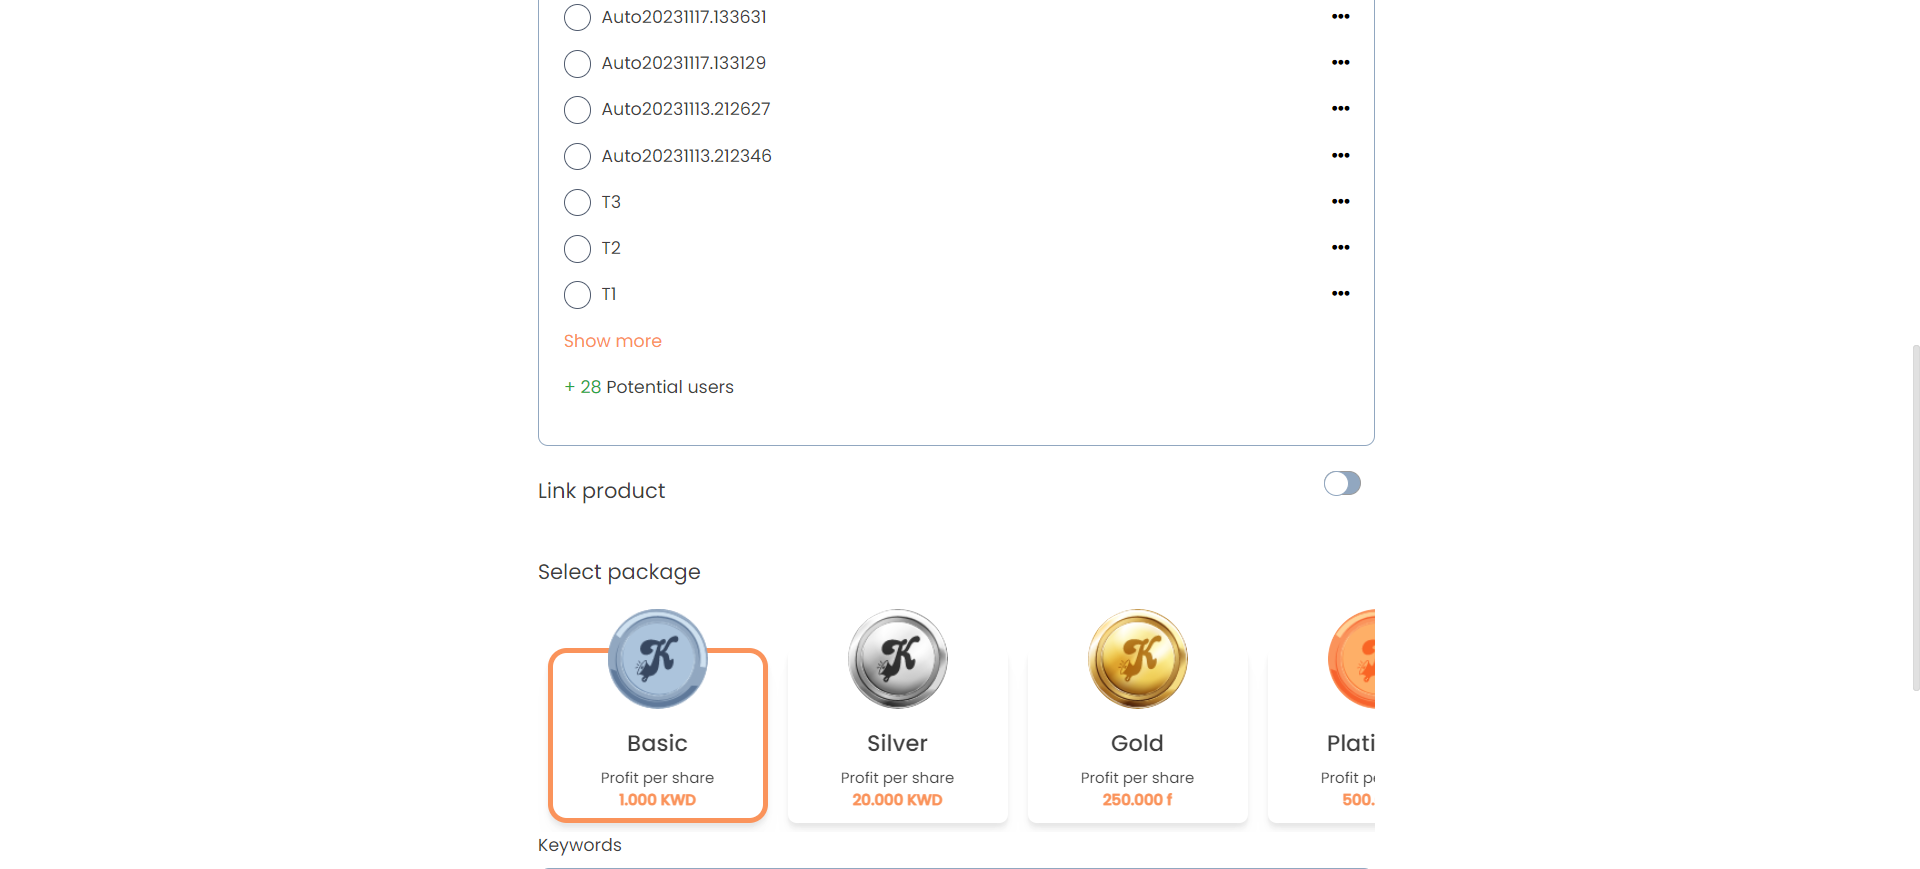 Auto20231117.133631
Auto20231117.133129
Auto20231113.212627
Auto20231113.212346
T3
T2
T1
Show more
+ 28 Potential users
Link product
Select package
K K K
Basic Silver Gold Plati
Profit per share Profit per share Profit per share Profit pe
1.000 KWD 20.000 KWD 250.000 f 500.
Keywords